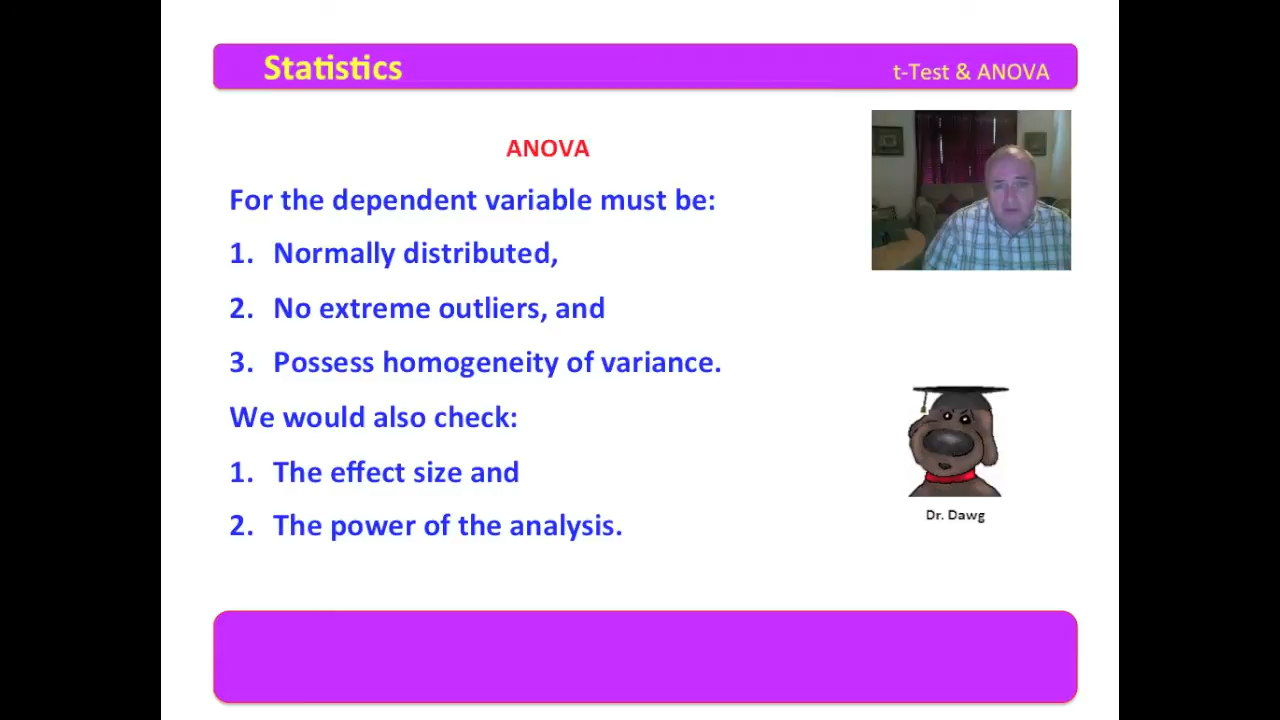 Statistics
t-Test & ANOVA
ANOVA
For the dependent variable must be:
1. Normally distributed,
2. No extreme outliers, and
3. Possess homogeneity of variance.
We would also check:
1. The effect size and
2. The power of the analysis.
Dr. Dawg